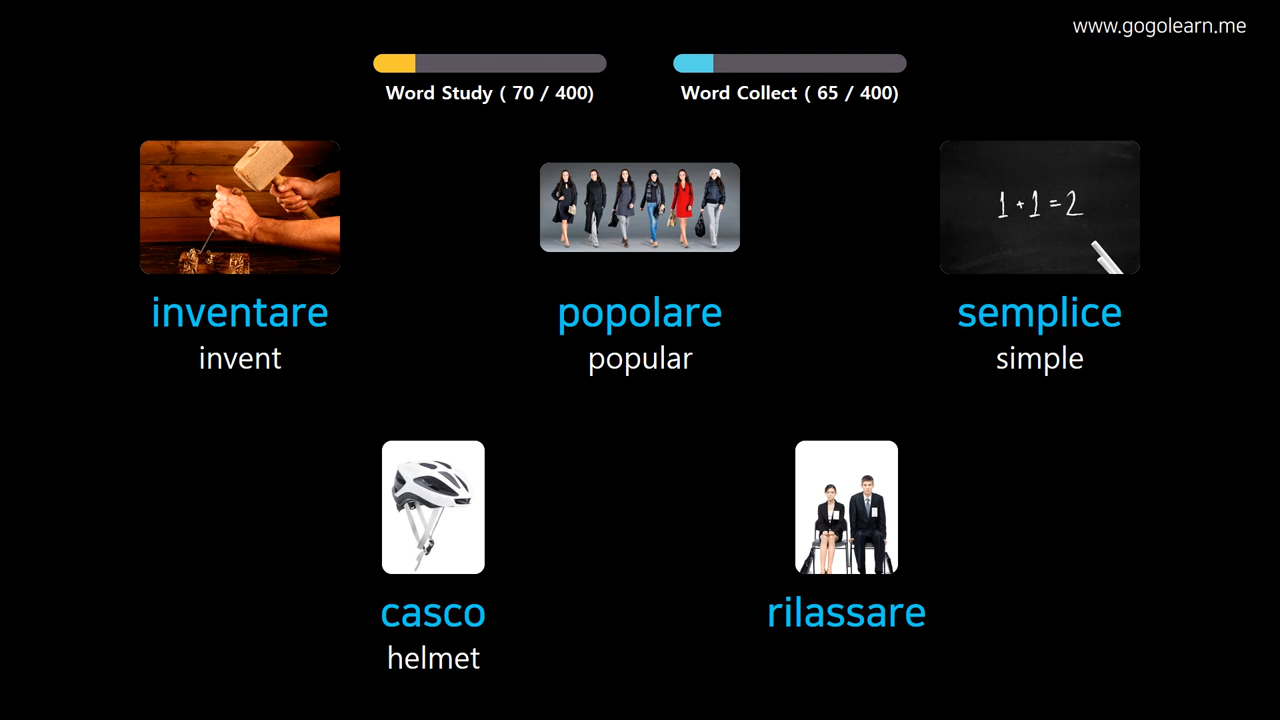 www.gogolearn.me
Word Study ( 70 / 400)
Word Collect ( 65 / 400)
1 + 1 = 2
inventare
popolare
semplice
invent
popular
simple
casco
rilassare
helmet